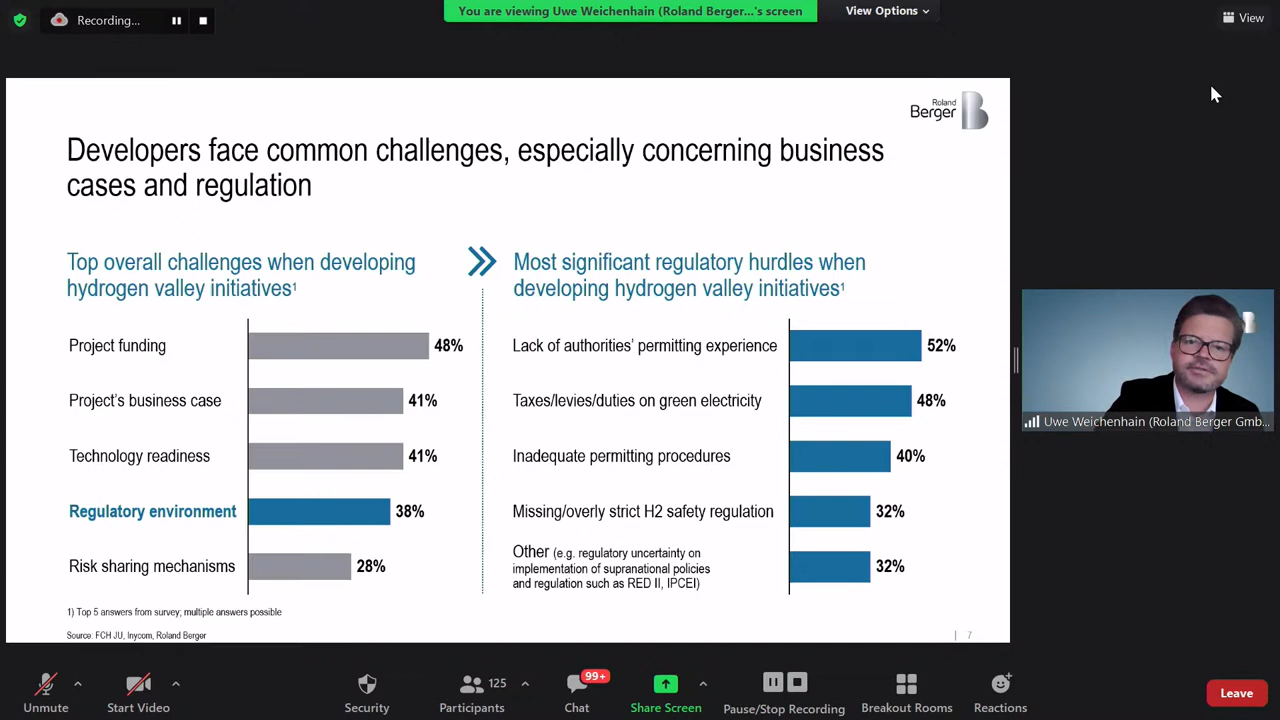 Recording...
You are viewing Uwe Weichenhain (Roland Berger...'s screen
View Options
View
Roland
Berger
B
Developers face common challenges, especially concerning business
cases and regulation
Top overall challenges when developing
hydrogen valley initiatives¹
Project funding 48%
Project's business case 41%
Technology readiness 41%
Regulatory environment 38%
Risk sharing mechanisms 28%
Most significant regulatory hurdles when
developing hydrogen valley initiatives¹
Lack of authorities' permitting experience 52%
Taxes/levies/duties on green electricity 48%
Inadequate permitting procedures 40%
Missing/overly strict H2 safety regulation 32%
Other (e.g. regulatory uncertainty on
implementation of supranational policies
and regulation such as RED II, IPCEI) 32%
1) Top 5 answers from survey; multiple answers possible
Source: FCH JU, Inycom, Roland Berger
7
Uwe Weichenhain (Roland Berger Gmb...
Unmute
Start Video
Security
125
Participants
99+
Chat
Share Screen
Pause/Stop Recording
Breakout Rooms
Reactions
Leave